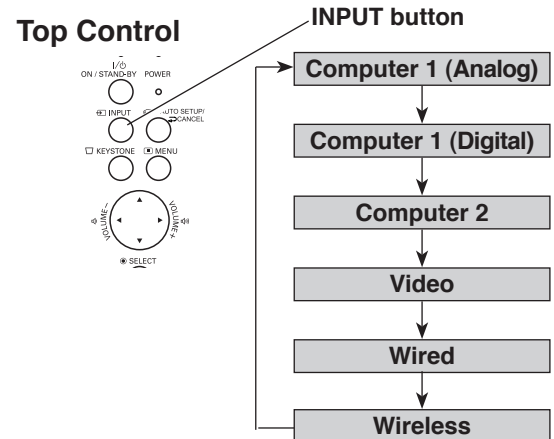 Top Control
INPUT button
ON / STAND-BY POWER
INPUT AUTO SETUP/
CANCEL
KEYSTONE MENU
VOLUME−
VOLUME+
SELECT
Computer 1 (Analog)
Computer 1 (Digital)
Computer 2
Video
Wired
Wireless